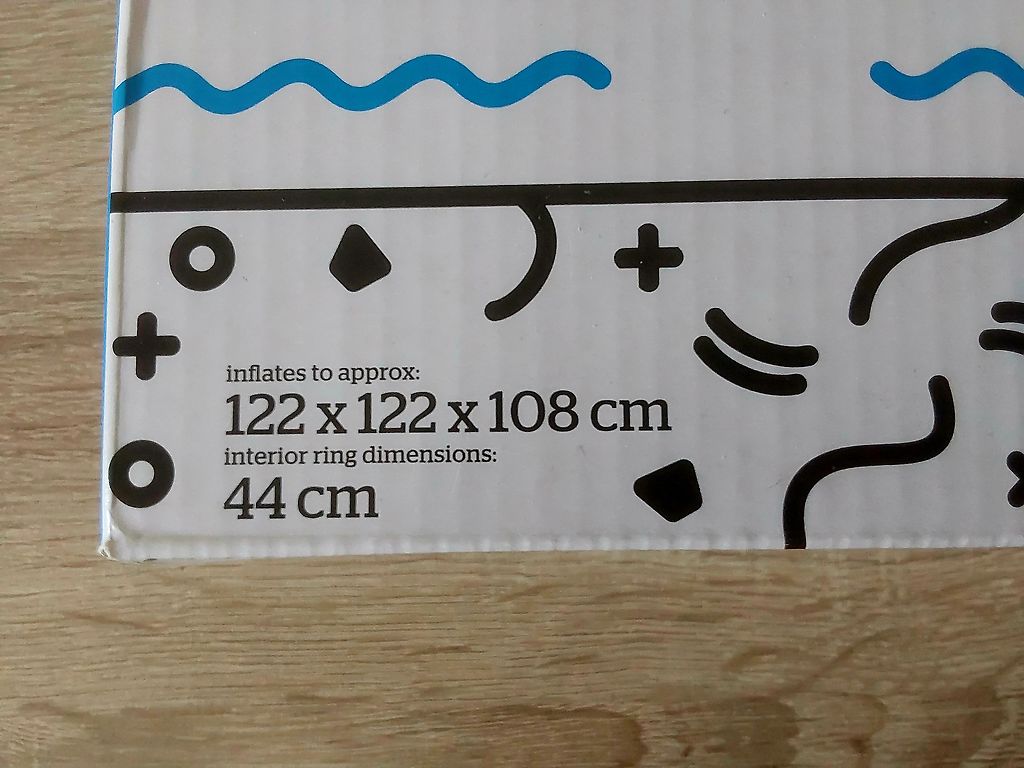 inflates to approx:
122 x 122 x 108 cm
interior ring dimensions:
44 cm